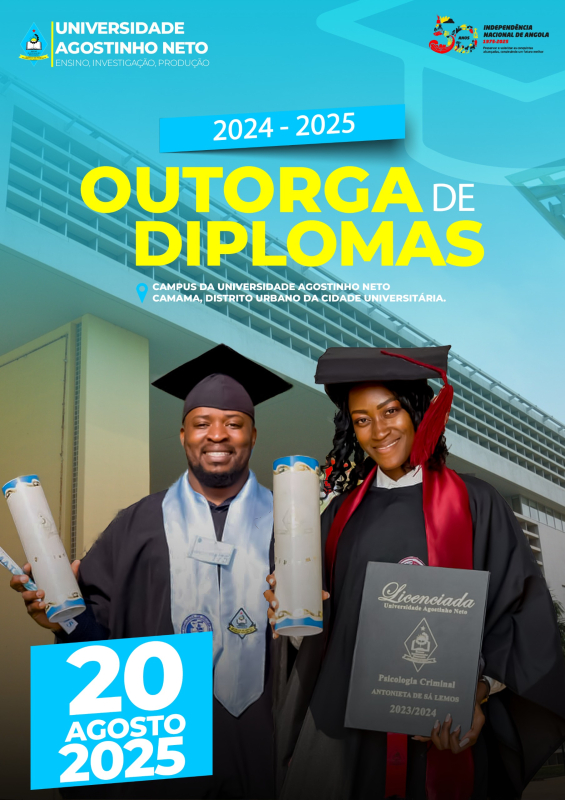 UNIVERSIDADE
AGOSTINHO NETO
ENSINO, INVESTIGAÇÃO, PRODUÇÃO
50
ANOS
INDEPENDÊNCIA
NACIONAL DE ANGOLA
1975-2025
2024 - 2025
OUTORGA DE
DIPLOMAS
CAMPUS DA UNIVERSIDADE AGOSTINHO NETO
CAMAMA, DISTRITO URBANO DA CIDADE UNIVERSITÁRIA.
Licenciada
Universidade Agostinho Neto
Psicologia Criminal
ANTONIETA DE SÁ LEMOS
2023/2024
20
AGOSTO
2025